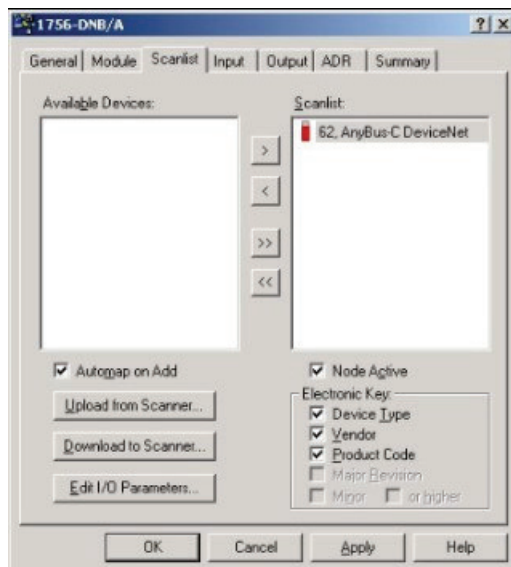 1756-DNB/A
General Module Scanlist Input Output ADR Summary
Available Devices:
Scanlist:
62, AnyBus-C DeviceNet
>
<
>>
<<
Automap on Add
Node Active
Upload from Scanner...
Download to Scanner...
Edit I/O Parameters...
Electronic Key:
Device Type
Vendor
Product Code
Major Revision
Minor or higher
OK Cancel Apply Help